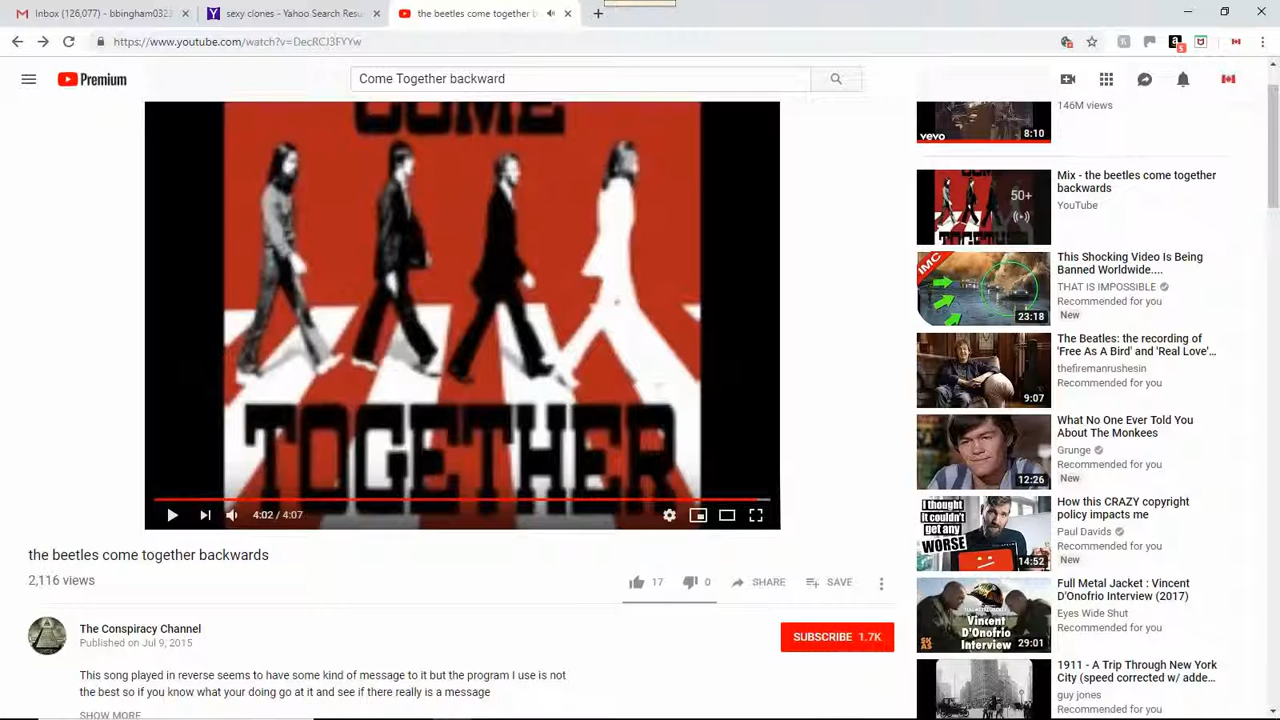 Inbox (126,077) - bbirnbam0323
sexy clones - Yahoo Search Resu
the beetles come together b
https://www.youtube.com/watch?v=DecRCJ3FYYw
5
Premium
Come Together backward
COME
TOGETHER
/ 4:07
the beetles come together backwards
2,116 views
17
0
SHARE
SAVE
The Conspiracy Channel
Published on Jul 9, 2015
SUBSCRIBE 1.7K
This song played in reverse seams to have some kind of message to it but the program I use is not
the best so if you know what your doing go at it and see if there really is a message
SHOW MORE
vevo
8:10
146M views
50+
Mix - the beetles come together
backwards
YouTube
IMC
23:18
This Shocking Video Is Being
Banned Worldwide....
THAT IS IMPOSSIBLE
Recommended for you
New
9:07
The Beatles: the recording of
'Free As A Bird' and 'Real Love'...
thefiremanrushesin
Recommended for you
12:26
What No One Ever Told You
About The Monkees
Grunge
Recommended for you
New
I thought
it couldn't
get any
WORSE
14:52
How this CRAZY copyright
policy impacts me
Paul Davids
Recommended for you
New
Vincent
D'Onofrio
Interview
SK
AS
29:01
Full Metal Jacket : Vincent
D'Onofrio Interview (2017)
Eyes Wide Shut
Recommended for you
1911 - A Trip Through New York
City (speed corrected w/ adde...
guy jones
Recommended for you